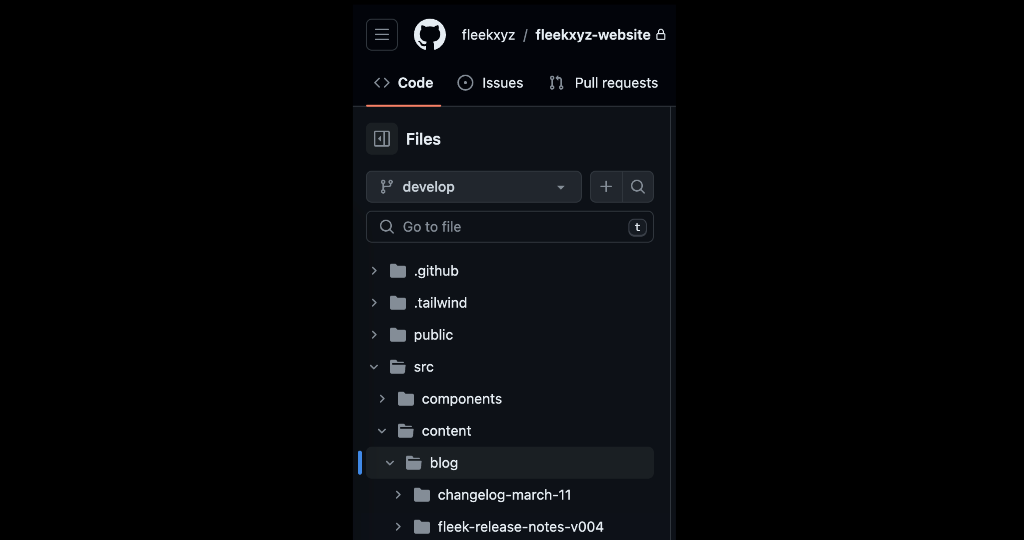 fleekxyz / fleekxyz-website
Code Issues Pull requests
Files
develop
Go to file t
.github
.tailwind
public
src
components
content
blog
changelog-march-11
fleek-release-notes-v004